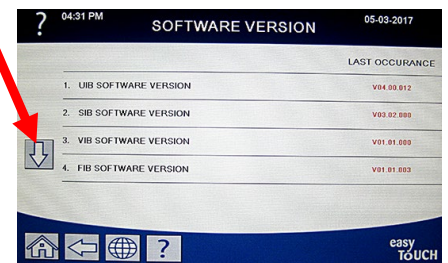 ? 04:31 PM SOFTWARE VERSION 05-03-2017
LAST OCCURANCE
1. UIB SOFTWARE VERSION V04.00.012
2. SIB SOFTWARE VERSION V03.02.000
3. VIB SOFTWARE VERSION V01.01.000
4. FIB SOFTWARE VERSION V01.01.003
?
easy
TOUCH